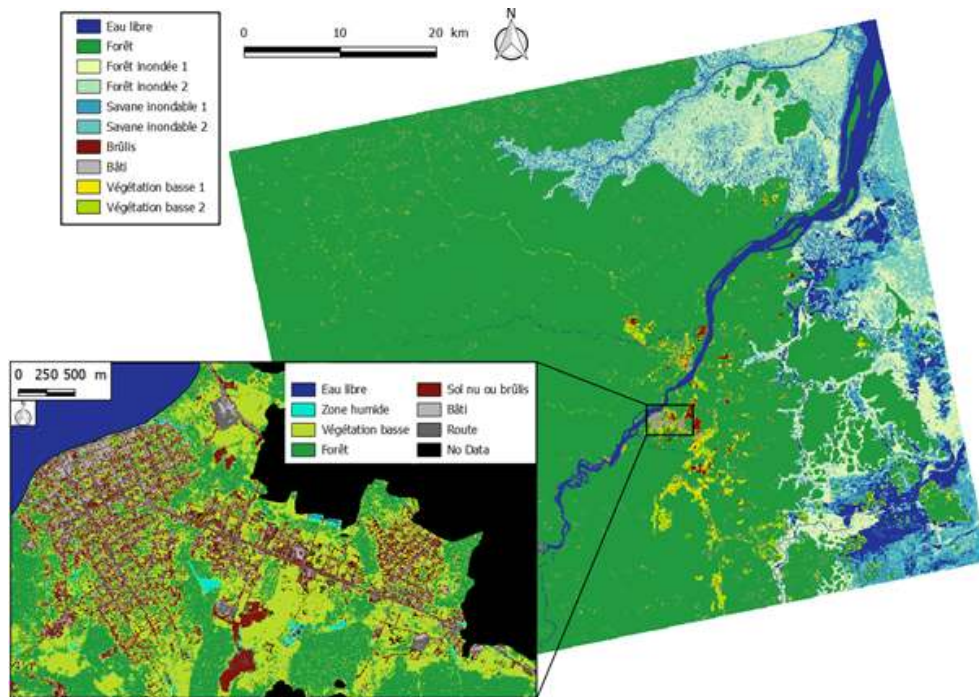 Eau libre
Forêt
Forêt inondée 1
Forêt inondée 2
Savane inondable 1
Savane inondable 2
Brûlis
Bâti
Végétation basse 1
Végétation basse 2
0 10 20 km
N
0 250 500 m
Eau libre
Zone humide
Végétation basse
Forêt
Sol nu ou brûlis
Bâti
Route
No Data